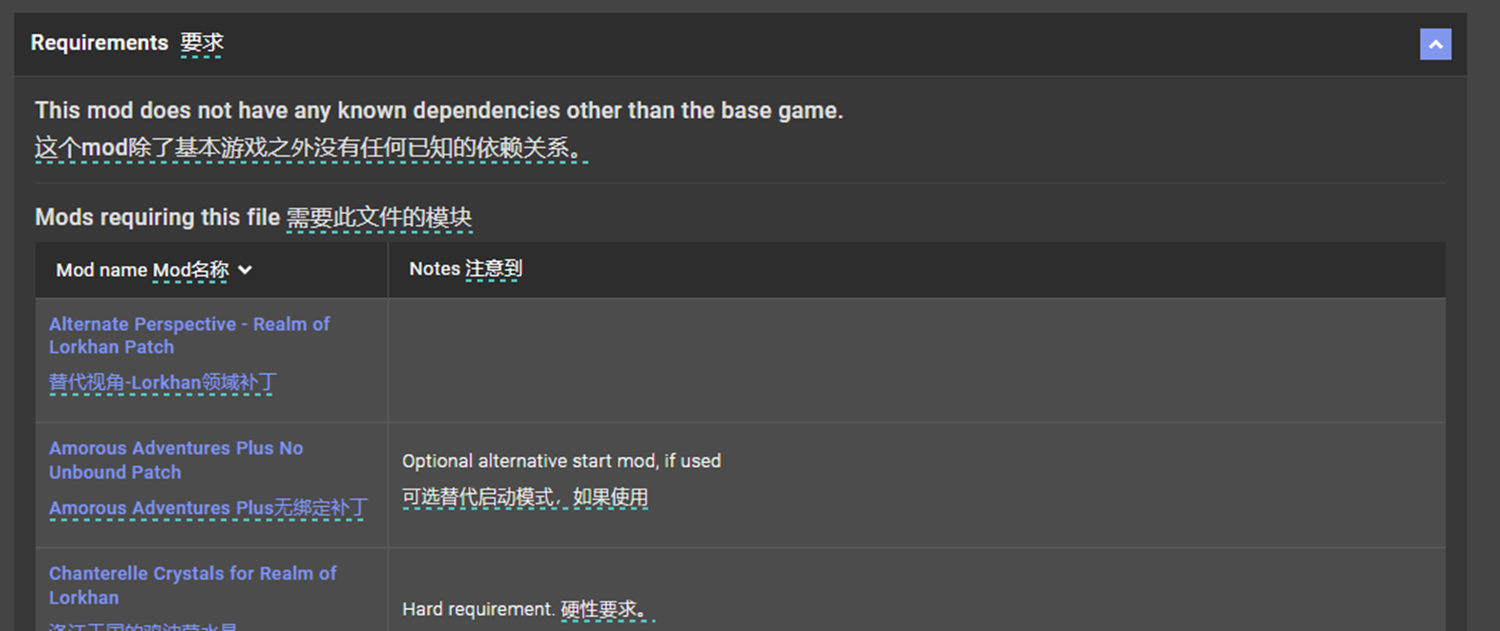 Requirements 要求
This mod does not have any known dependencies other than the base game.
这个mod除了基本游戏之外没有任何已知的依赖关系。
Mods requiring this file 需要此文件的模块
Mod name Mod名称
Notes 注意到
Alternate Perspective - Realm of
Lorkhan Patch
替代视角-Lorkhan领域补丁
Amorous Adventures Plus No
Unbound Patch
Amorous Adventures Plus无绑定补丁
Optional alternative start mod, if used
可选替代启动模式，如果使用
Chanterelle Crystals for Realm of
Lorkhan
Hard requirement. 硬性要求。